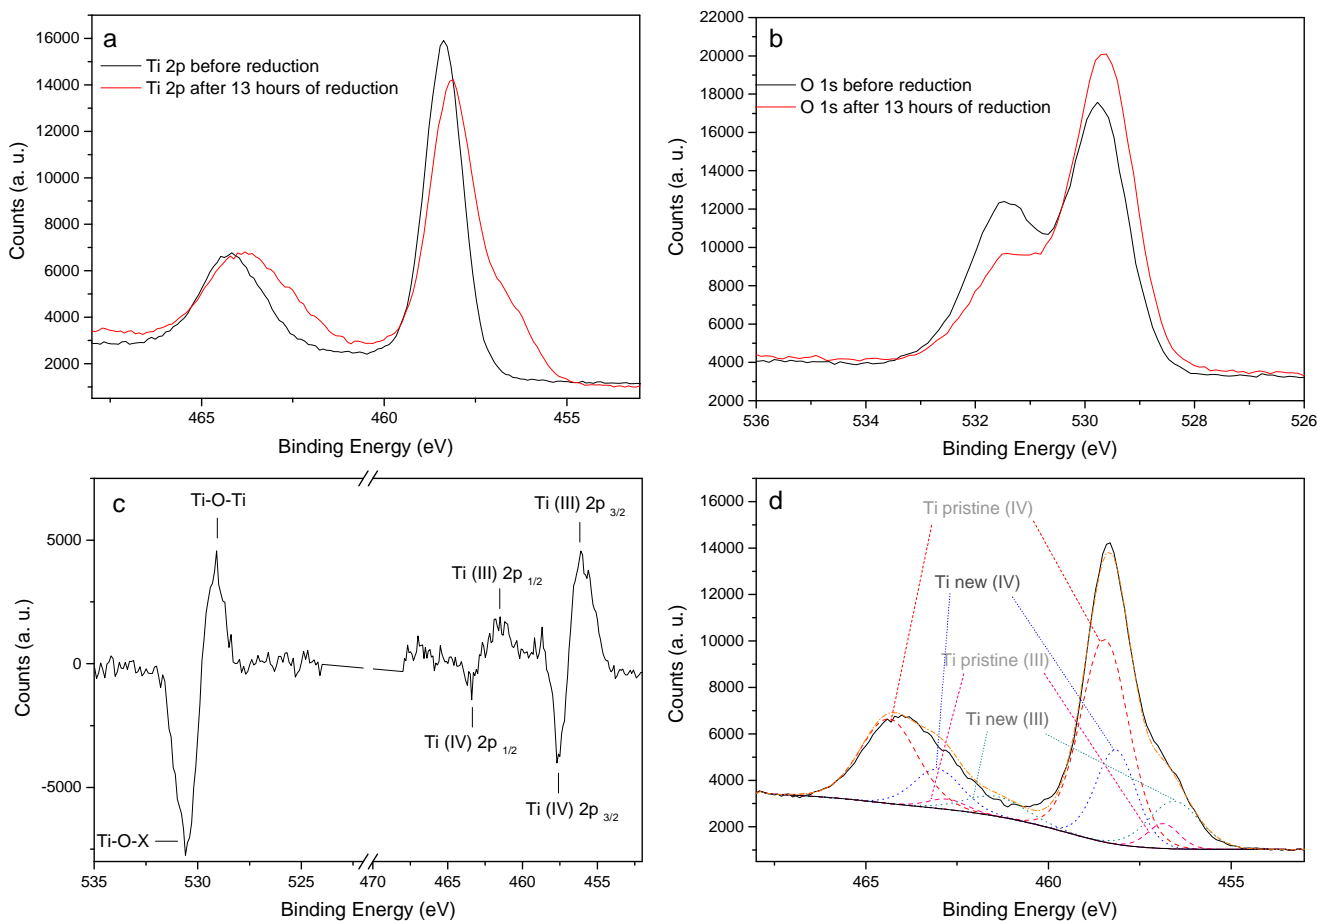 a
Ti 2p before reduction
Ti 2p after 13 hours of reduction
16000
14000
12000
10000
8000
6000
4000
2000
Counts (a. u.)
465
460
455
Binding Energy (eV)
b
O 1s before reduction
O 1s after 13 hours of reduction
22000
20000
18000
16000
14000
12000
10000
8000
6000
4000
2000
Counts (a. u.)
536
534
532
530
528
526
Binding Energy (eV)
c
Ti-O-Ti
Ti (III) 2p 3/2
Ti (III) 2p 1/2
Ti (IV) 2p 1/2
Ti (IV) 2p 3/2
Ti-O-X
5000
0
-5000
Counts (a. u.)
535
530
525
470
465
460
455
Binding Energy (eV)
d
Ti pristine (IV)
Ti new (IV)
Ti pristine (III)
Ti new (III)
16000
14000
12000
10000
8000
6000
4000
2000
Counts (a. u.)
465
460
455
Binding Energy (eV)